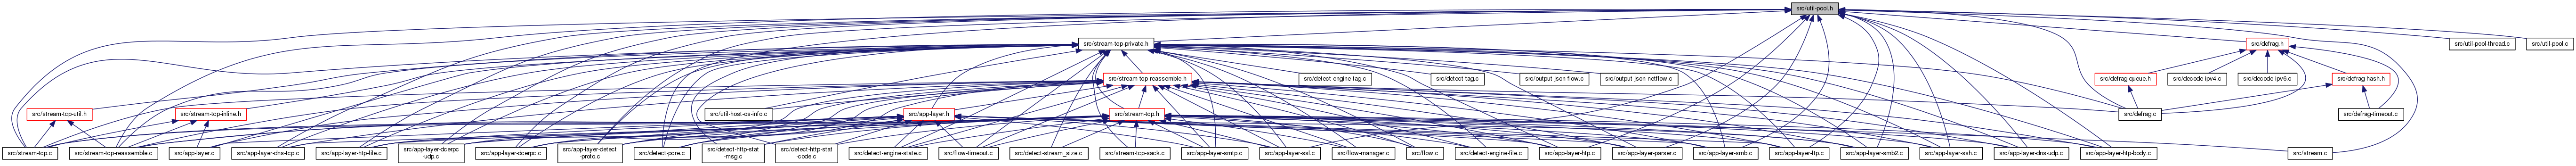 src/util-pool.h
src/stream-tcp-private.h
src/defrag.h
src/util-pool-thread.c
src/util-pool.c
src/stream-tcp-reassemble.h
src/detect-engine-tag.c
src/detect-tag.c
src/output-json-flow.c
src/output-json-netflow.c
src/defrag-queue.h
src/decode-ipv4.c
src/decode-ipv6.c
src/defrag-hash.h
src/stream-tcp-util.h
src/stream-tcp-inline.h
src/util-host-os-info.c
src/app-layer.h
src/stream-tcp.h
src/defrag.c
src/defrag-timeout.c
src/stream-tcp.c
src/stream-tcp-reassemble.c
src/app-layer.c
src/app-layer-dns-tcp.c
src/app-layer-htp-file.c
src/app-layer-dcerpc
-udp.c
src/app-layer-dcerpc.c
src/app-layer-detect
-proto.c
src/detect-pcre.c
src/detect-http-stat
-msg.c
src/detect-http-stat
-code.c
src/detect-engine-state.c
src/flow-timeout.c
src/detect-stream_size.c
src/stream-tcp-sack.c
src/app-layer-smtp.c
src/app-layer-ssl.c
src/flow-manager.c
src/flow.c
src/detect-engine-file.c
src/app-layer-htp.c
src/app-layer-parser.c
src/app-layer-smb.c
src/app-layer-ftp.c
src/app-layer-smb2.c
src/app-layer-ssh.c
src/app-layer-dns-udp.c
src/app-layer-htp-body.c
src/stream.c